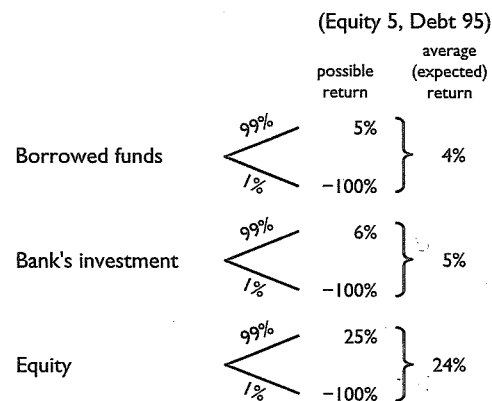 (Equity 5, Debt 95)
possible return
average (expected) return
99% 5%
Borrowed funds 4%
1% −100%
99% 6%
Bank's investment 5%
1% −100%
99% 25%
Equity 24%
1% −100%